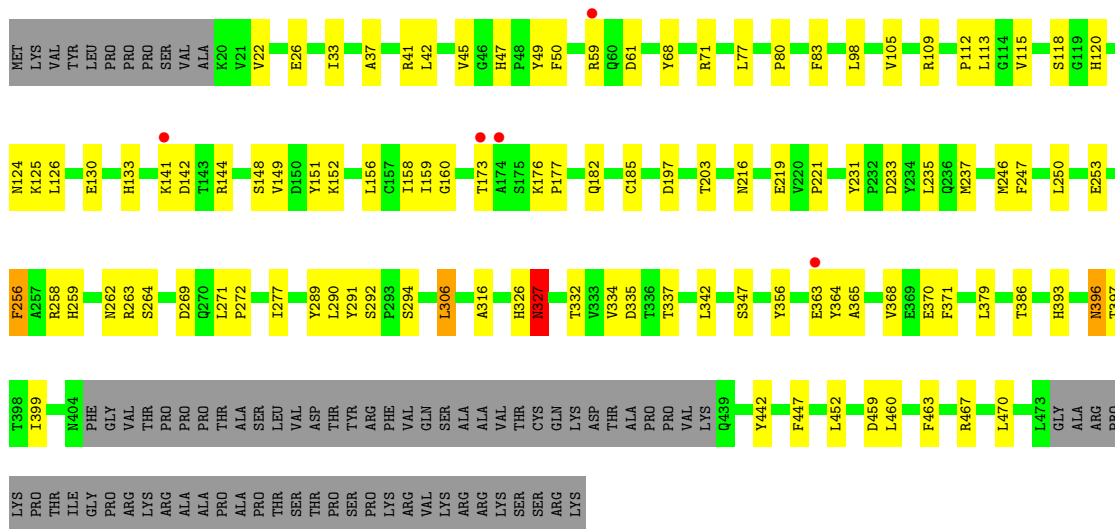 MET LYS VAL TYR LEU PRO PRO PRO SER VAL ALA K20 V21 V22 E26 I33 A37 R41 L42 V45 G46 H47 P48 Y49 F50 R59 Q60 D61 Y68 R71 L77 P80 F83 L98 V105 R109 P112 L113 G114 V115 S118 G119 H120
N124 K125 L126 E130 H133 K141 D142 T143 R144 S148 V149 D150 Y151 K152 L156 C157 I158 I159 G160 T173 A174 S175 K176 P177 Q182 C185 D197 T203 N216 E219 V220 P221 Y231 P232 D233 Y234 L235 Q236 M237 M246 F247 L250 E253
F256 A257 R258 H259 N262 R263 S264 D269 Q270 L271 P272 I277 Y289 L290 Y291 S292 P293 S294 L306 A316 H326 N327 T332 V333 V334 D335 T336 T337 L342 S347 Y356 E363 Y364 A365 V368 E369 E370 F371 L379 T386 H393 N396 T397
T398 I399 N404 PHE GLY VAL THR PRO PRO PRO THR ALA SER LEU VAL ASP THR TYR ARG PHE VAL GLN SER ALA ALA VAL THR CYS GLN LYS ASP THR ALA PRO PRO VAL LYS Q439 Y442 F447 L452 D459 L460 F463 R467 L470 L473 GLY ALA ARG PRO
LYS PRO THR ILE GLY PRO ARG LYS ARG ALA ALA PRO ALA PRO THR SER THR PRO SER PRO LYS ARG VAL LYS ARG ARG LYS SER SER ARG LYS